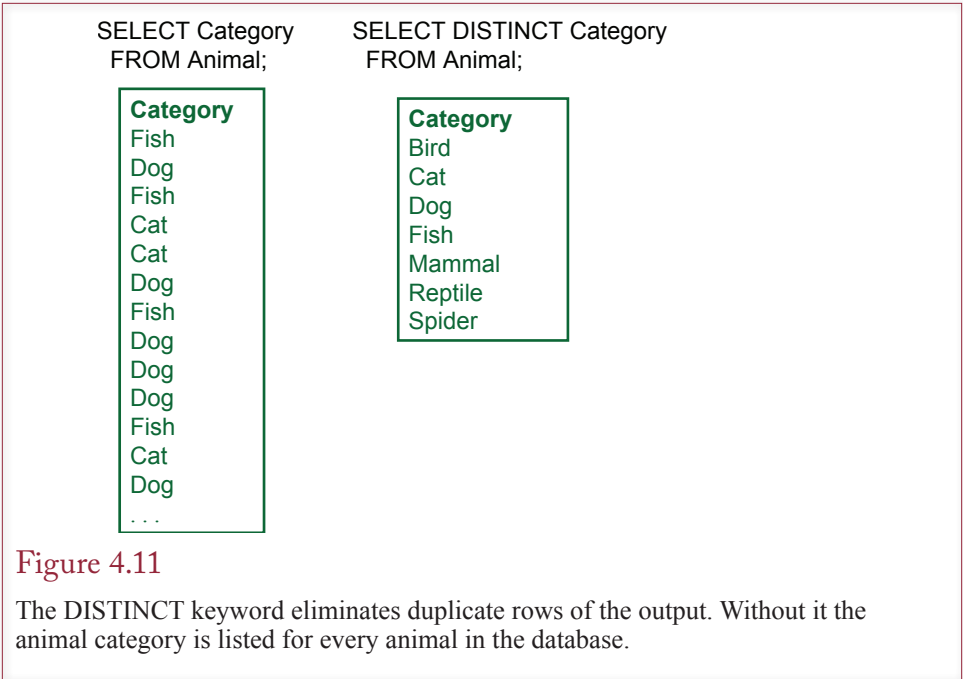 SELECT Category
FROM Animal;
Category
Fish
Dog
Fish
Cat
Cat
Dog
Fish
Dog
Dog
Dog
Fish
Cat
Dog
. . .
SELECT DISTINCT Category
FROM Animal;
Category
Bird
Cat
Dog
Fish
Mammal
Reptile
Spider
Figure 4.11
The DISTINCT keyword eliminates duplicate rows of the output. Without it the
animal category is listed for every animal in the database.